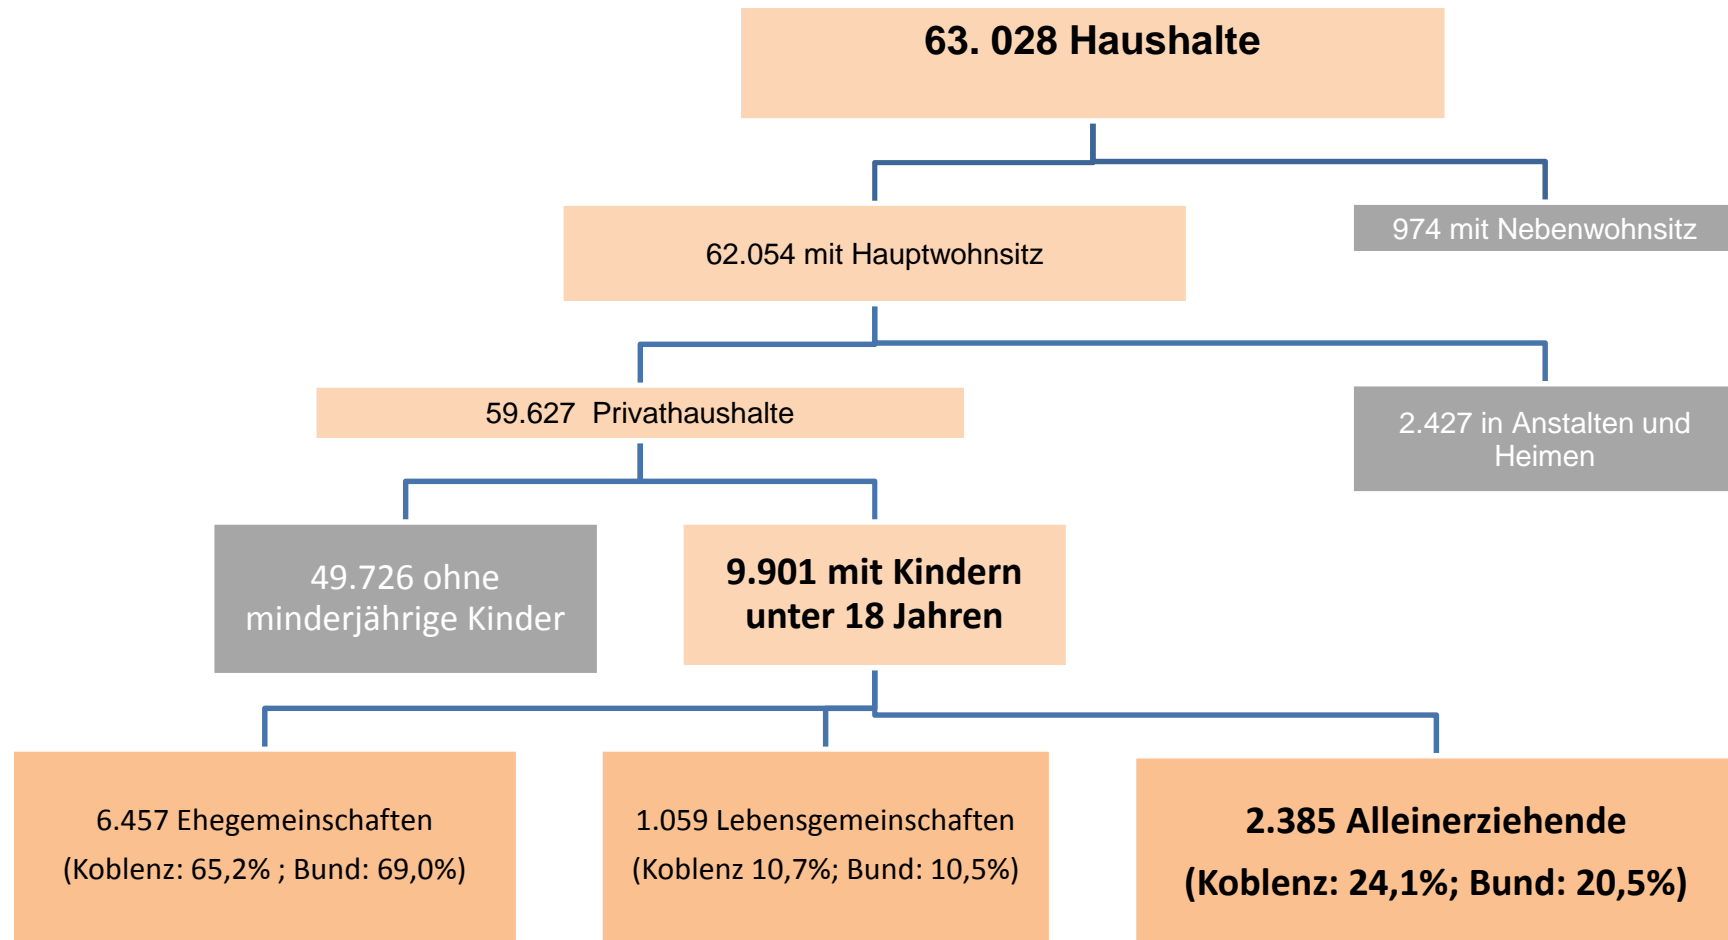 63. 028 Haushalte
62.054 mit Hauptwohnsitz
974 mit Nebenwohnsitz
59.627  Privathaushalte
2.427 in Anstalten und
Heimen
49.726 ohne
minderjährige Kinder
9.901 mit Kindern
unter 18 Jahren
6.457 Ehegemeinschaften
(Koblenz: 65,2% ; Bund: 69,0%)
1.059 Lebensgemeinschaften
(Koblenz 10,7%; Bund: 10,5%)
2.385 Alleinerziehende
(Koblenz: 24,1%; Bund: 20,5%)